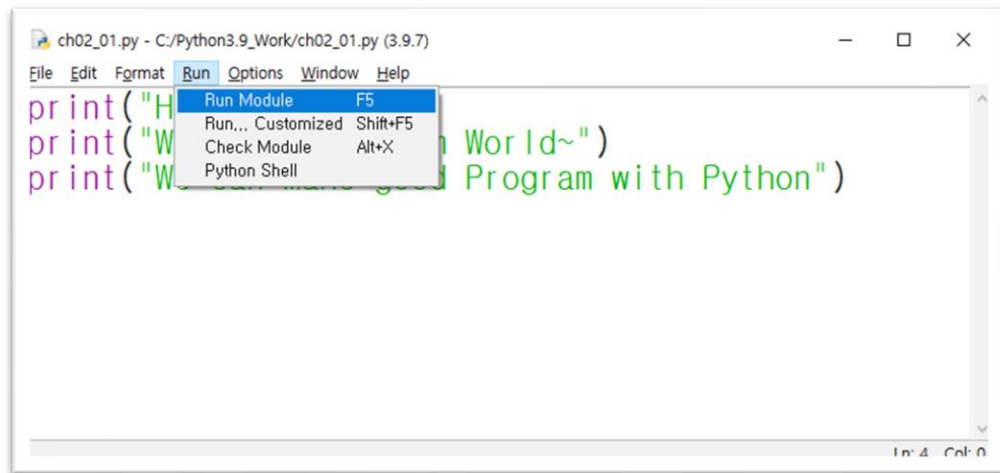 ch02_01.py - C:/Python3.9_Work/ch02_01.py (3.9.7)
File Edit Format Run Options Window Help
Run Module F5
Run... Customized Shift+F5
Check Module Alt+X
Python Shell
print("H
print("W World~")
print("W Program with Python")
Ln: 4 Col: 0